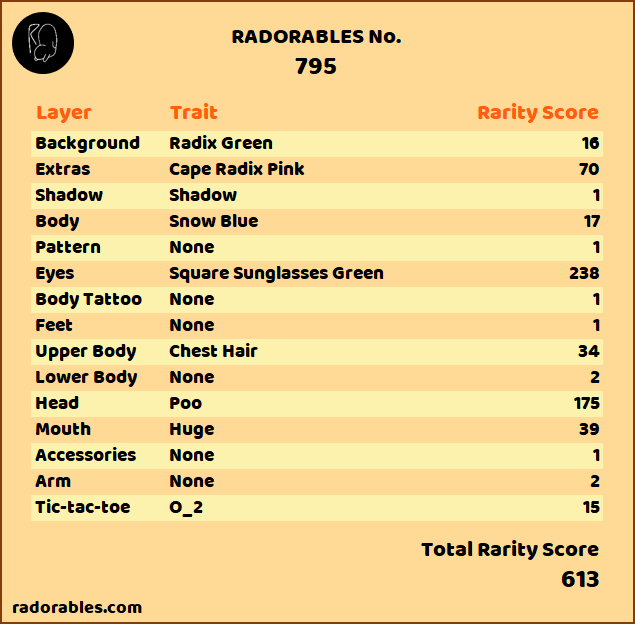 RADORABLES No.
795
Layer Trait Rarity Score
Background Radix Green 16
Extras Cape Radix Pink 70
Shadow Shadow 1
Body Snow Blue 17
Pattern None 1
Eyes Square Sunglasses Green 238
Body Tattoo None 1
Feet None 1
Upper Body Chest Hair 34
Lower Body None 2
Head Poo 175
Mouth Huge 39
Accessories None 1
Arm None 2
Tic-tac-toe O_2 15
Total Rarity Score
613
radorables.com